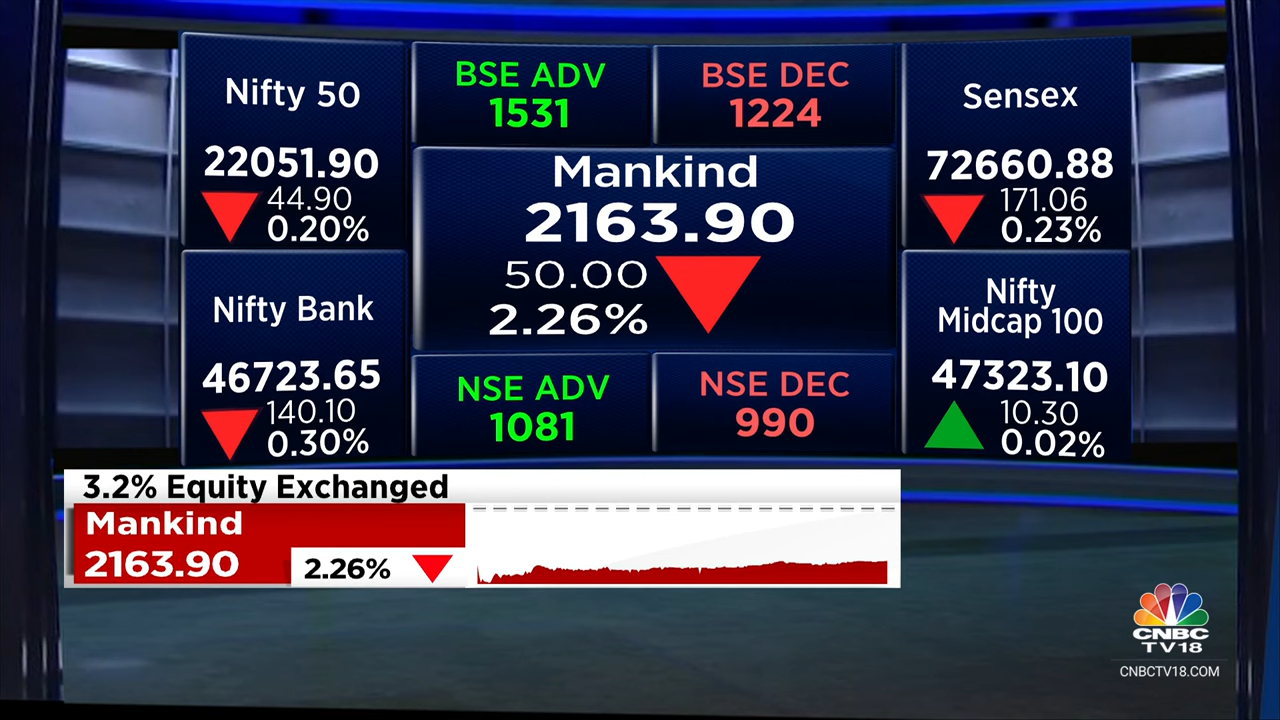 Nifty 50
22051.90
44.90
0.20%
BSE ADV
1531
BSE DEC
1224
Sensex
72660.88
171.06
0.23%
Mankind
2163.90
50.00
2.26%
Nifty Bank
46723.65
140.10
0.30%
NSE ADV
1081
NSE DEC
990
Nifty
Midcap 100
47323.10
10.30
0.02%
3.2% Equity Exchanged
Mankind
2163.90
2.26%
CNBC
TV18
CNBCTV18.COM